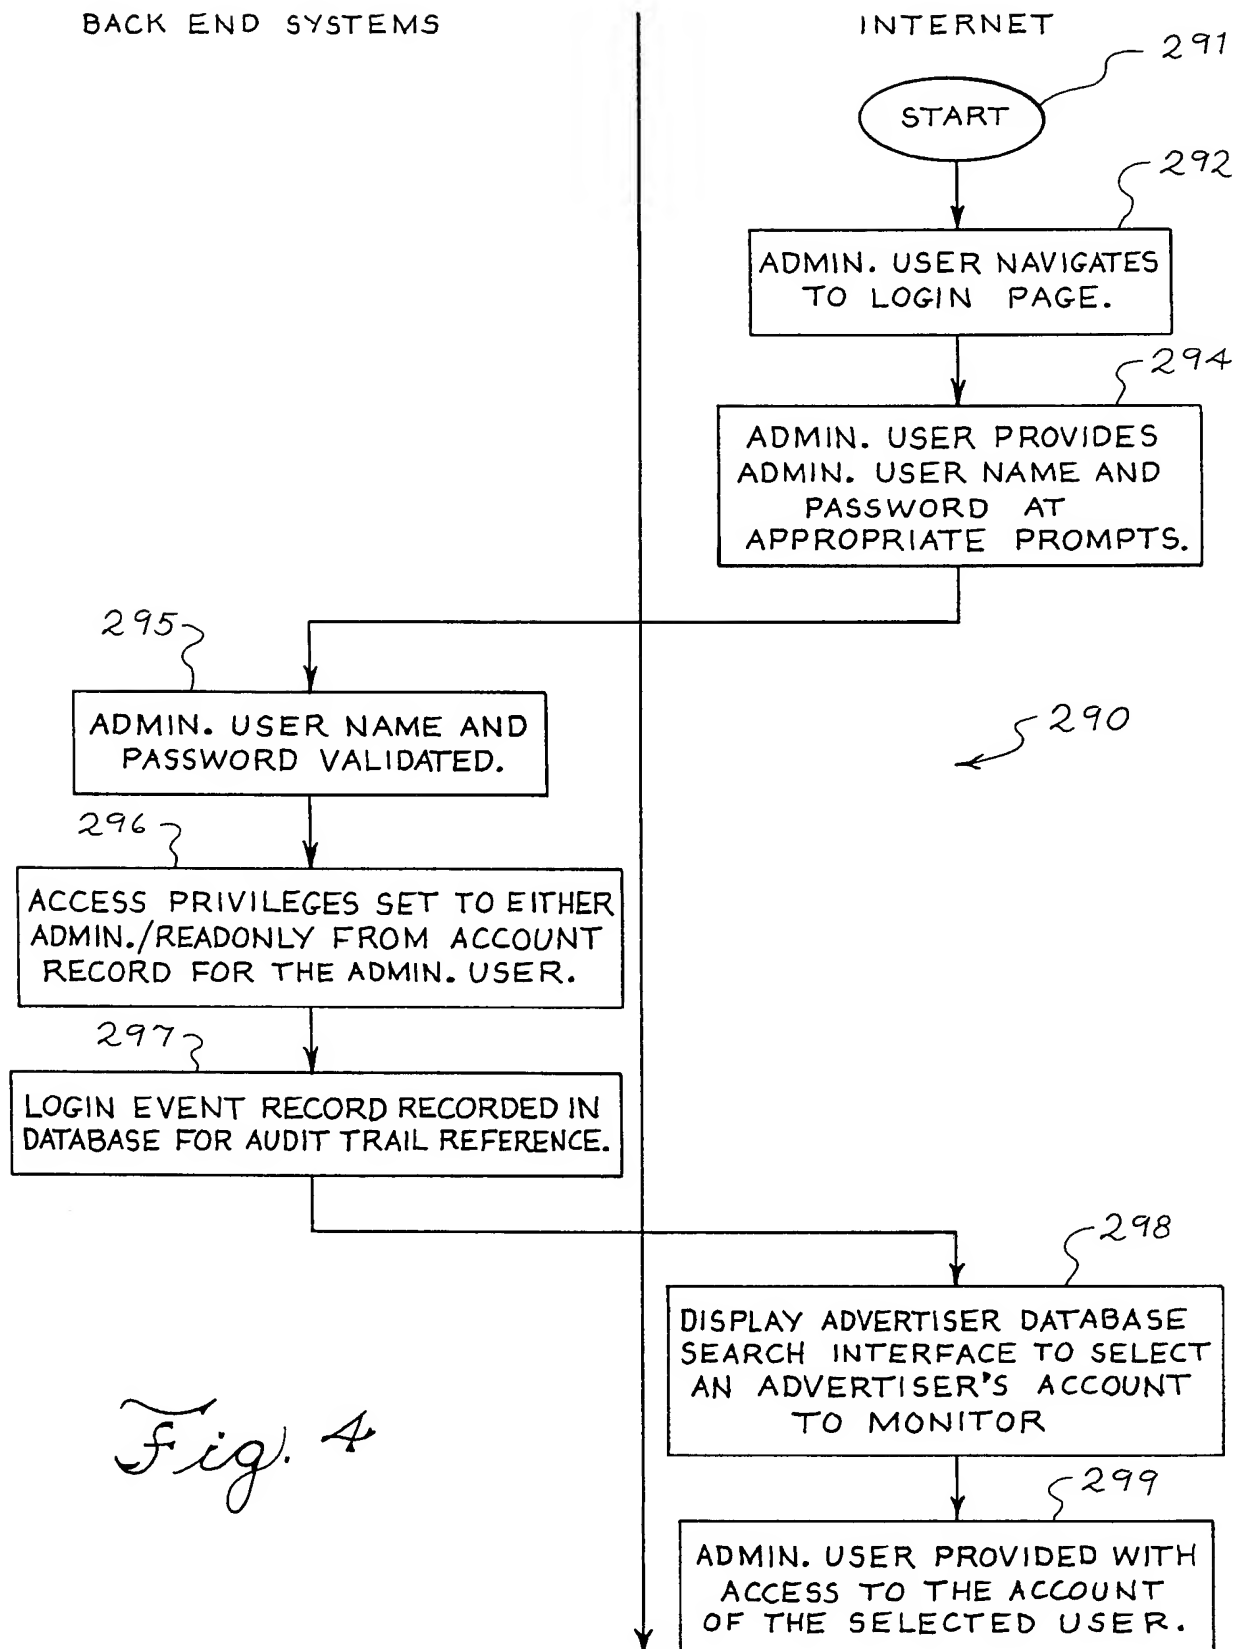 BACK END SYSTEMS
INTERNET
291
START
292
ADMIN. USER NAVIGATES
TO LOGIN PAGE.
294
ADMIN. USER PROVIDES
ADMIN. USER NAME AND
PASSWORD AT
APPROPRIATE PROMPTS.
295
ADMIN. USER NAME AND
PASSWORD VALIDATED.
290
296
ACCESS PRIVILEGES SET TO EITHER
ADMIN./READONLY FROM ACCOUNT
RECORD FOR THE ADMIN. USER.
297
LOGIN EVENT RECORD RECORDED IN
DATABASE FOR AUDIT TRAIL REFERENCE.
298
DISPLAY ADVERTISER DATABASE
SEARCH INTERFACE TO SELECT
AN ADVERTISER'S ACCOUNT
TO MONITOR
Fig. 4
299
ADMIN. USER PROVIDED WITH
ACCESS TO THE ACCOUNT
OF THE SELECTED USER.